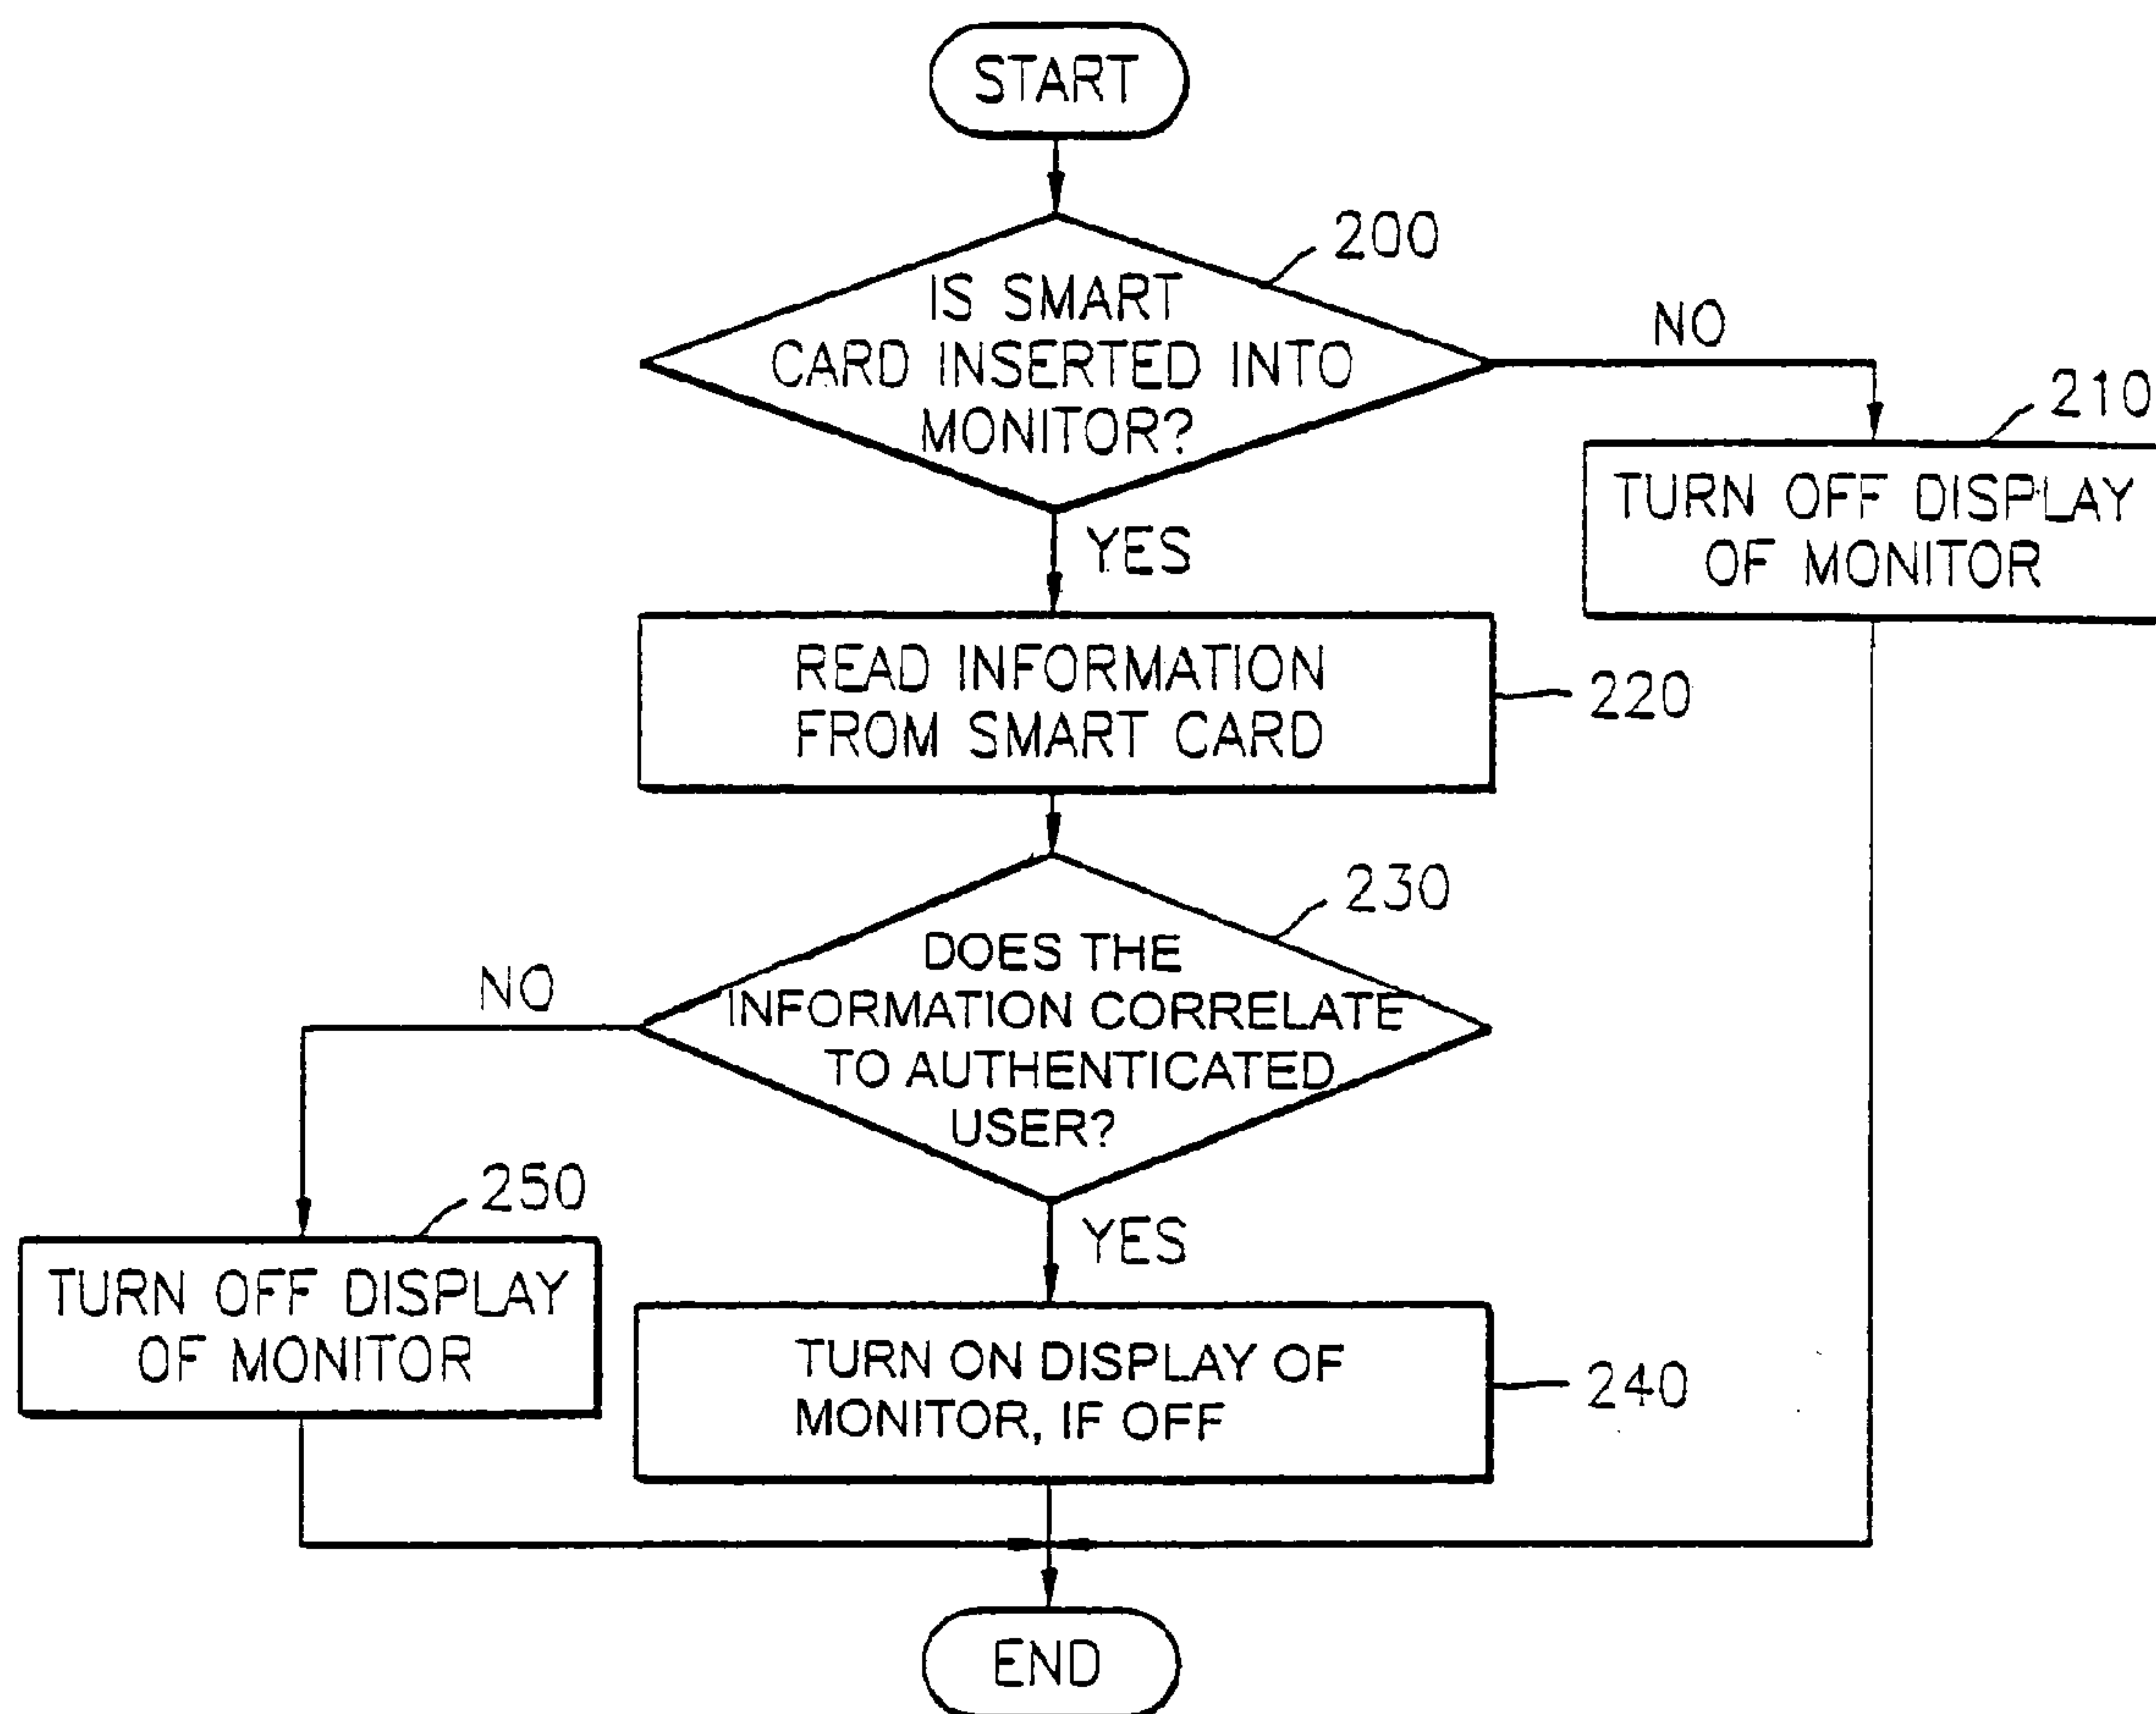 START
200
IS SMART
CARD INSERTED INTO
MONITOR?
NO
210
TURN OFF DISPLAY
OF MONITOR
YES
READ INFORMATION
FROM SMART CARD
220
230
DOES THE
INFORMATION CORRELATE
TO AUTHENTICATED
USER?
NO
250
TURN OFF DISPLAY
OF MONITOR
YES
TURN ON DISPLAY OF
MONITOR, IF OFF
240
END